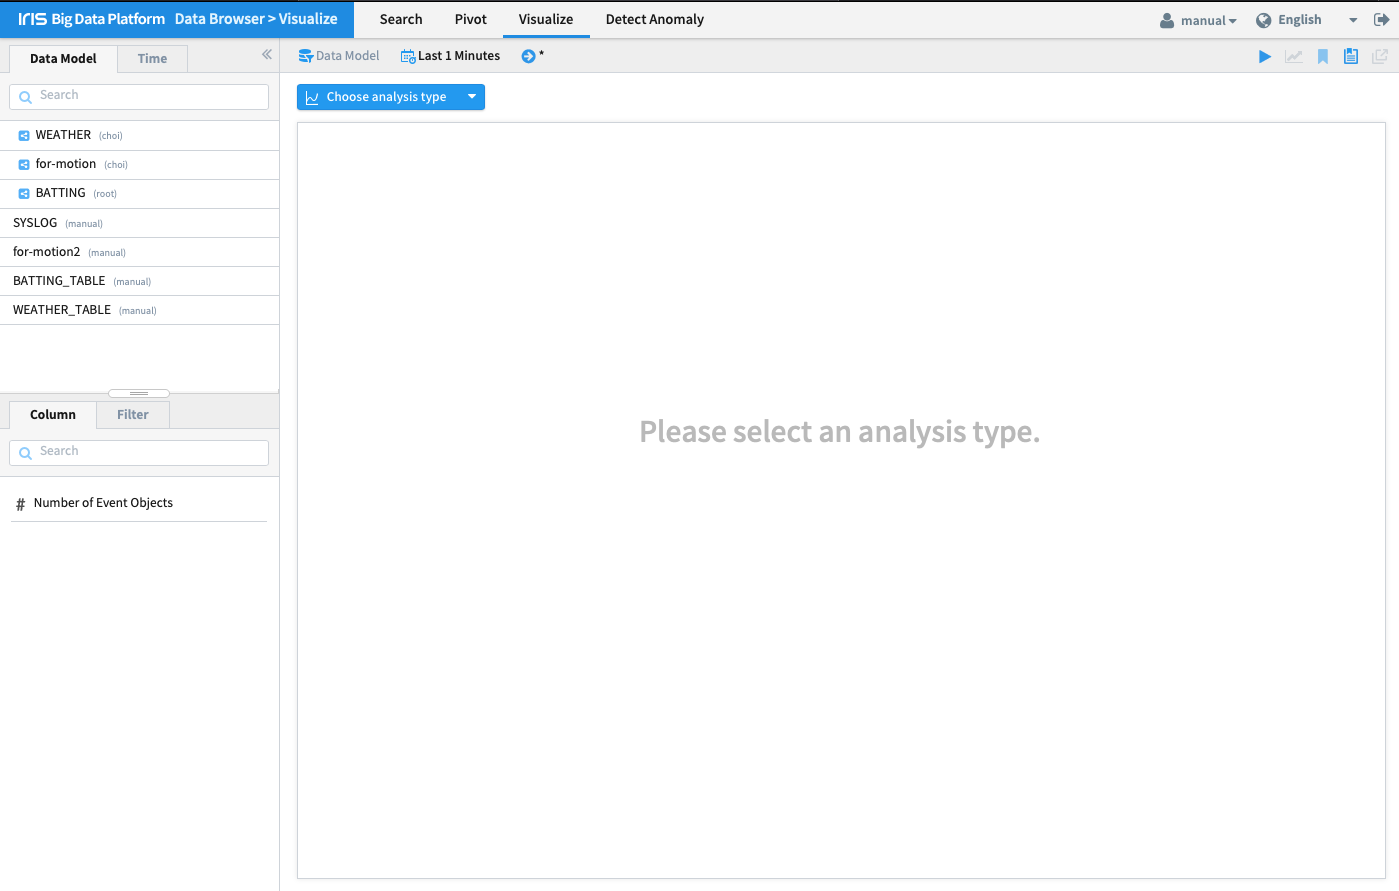 IRIS Big Data Platform Data Browser > Visualize Search Pivot Visualize Detect Anomaly manual English
Data Model Time
Data Model Last 1 Minutes *
Search
Choose analysis type
WEATHER (choi)
for-motion (choi)
BATTING (root)
SYSLOG (manual)
for-motion2 (manual)
BATTING_TABLE (manual)
WEATHER_TABLE (manual)
Column Filter
Search
# Number of Event Objects
Please select an analysis type.